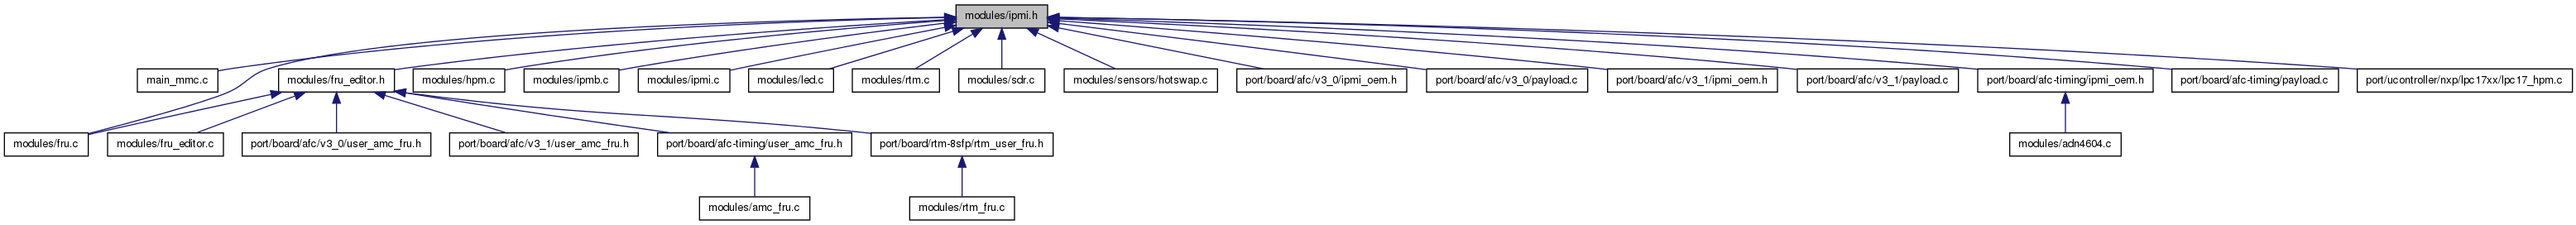 modules/ipmi.h
main_mmc.c
modules/fru_editor.h
modules/hpm.c
modules/ipmb.c
modules/ipmi.c
modules/led.c
modules/rtm.c
modules/sdr.c
modules/sensors/hotswap.c
port/board/afc/v3_0/ipmi_oem.h
port/board/afc/v3_0/payload.c
port/board/afc/v3_1/ipmi_oem.h
port/board/afc/v3_1/payload.c
port/board/afc-timing/ipmi_oem.h
port/board/afc-timing/payload.c
port/ucontroller/nxp/lpc17xx/lpc17_hpm.c
modules/fru.c
modules/fru_editor.c
port/board/afc/v3_0/user_amc_fru.h
port/board/afc/v3_1/user_amc_fru.h
port/board/afc-timing/user_amc_fru.h
port/board/rtm-8sfp/rtm_user_fru.h
modules/adn4604.c
modules/amc_fru.c
modules/rtm_fru.c